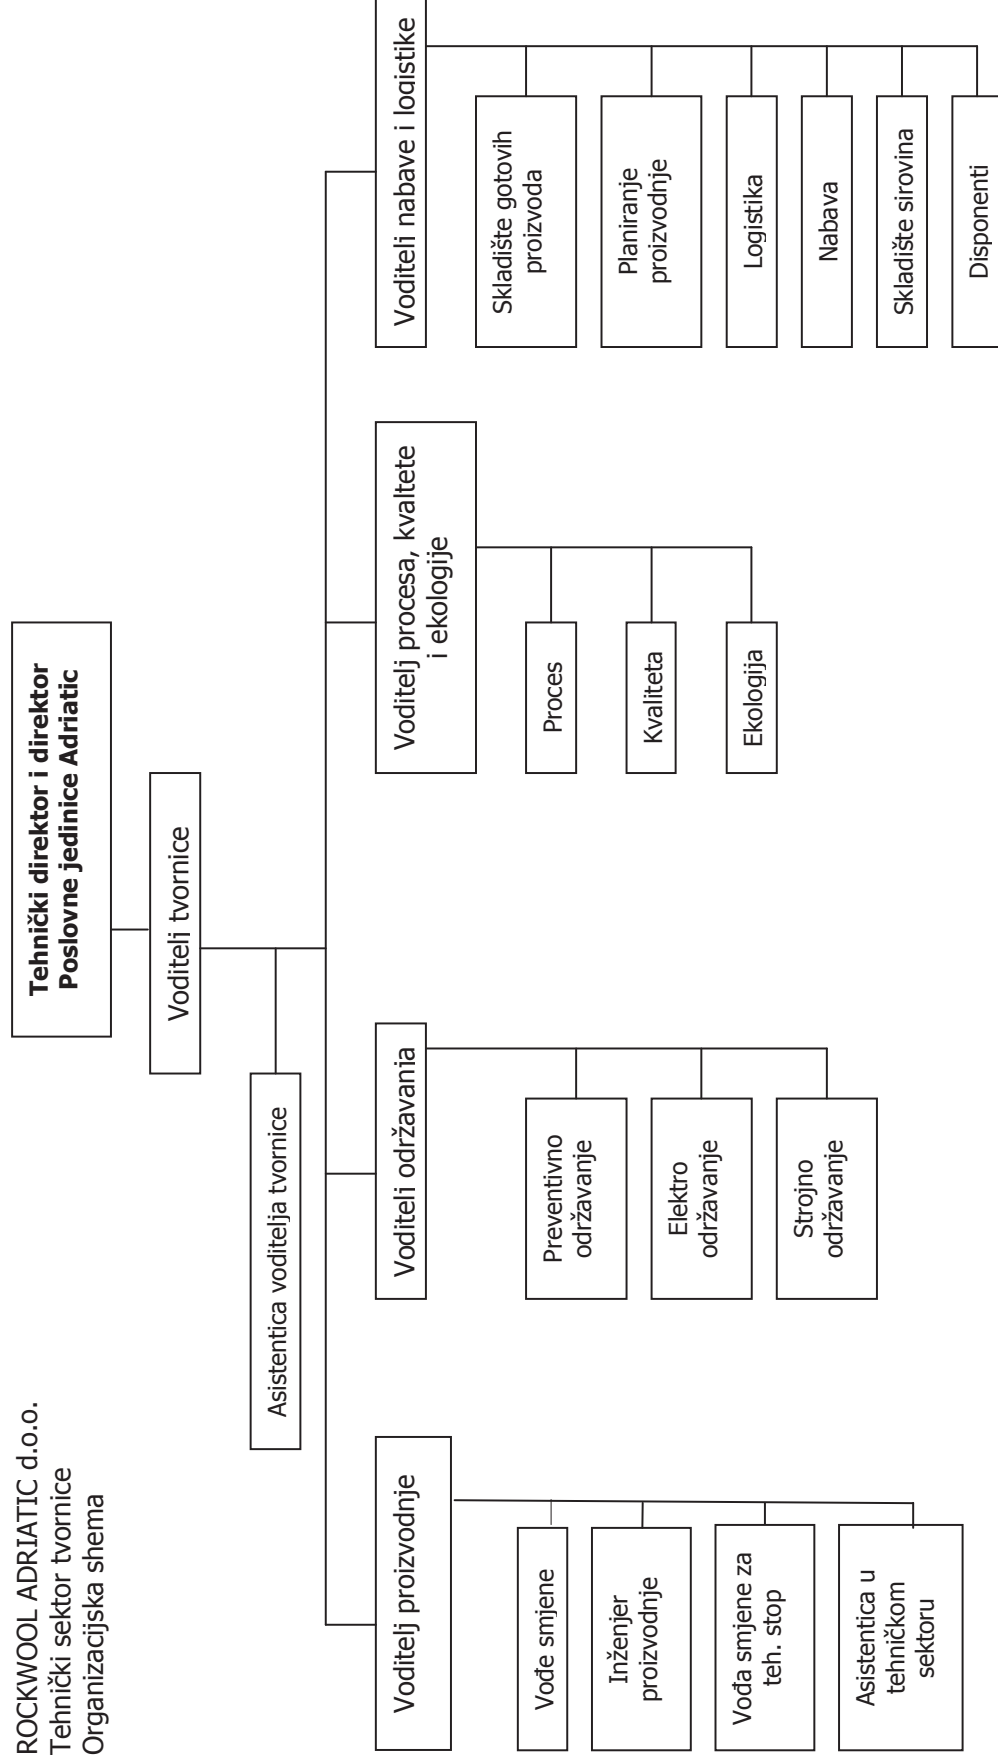 ROCKWOOL ADRIATIC d.o.o.
Tehnički sektor tvornice
Organizacijska shema
Tehnički direktor i direktor
Poslovne jedinice Adriatic
Voditelj tvornice
Asistentica voditelja tvornice
Voditelj proizvodnje
Vođe smjene
Inženjer
proizvodnje
Vođa smjene za
teh. stop
Asistentica u
tehničkom
sektoru
Voditelj održavanja
Preventivno
održavanje
Elektro
održavanje
Strojno
održavanje
Voditelj procesa, kvaltete
i ekologije
Proces
Kvaliteta
Ekologija
Voditelj nabave i logistike
Skladište gotovih
proizvoda
Planiranje
proizvodnje
Logistika
Nabava
Skladište sirovina
Disponenti